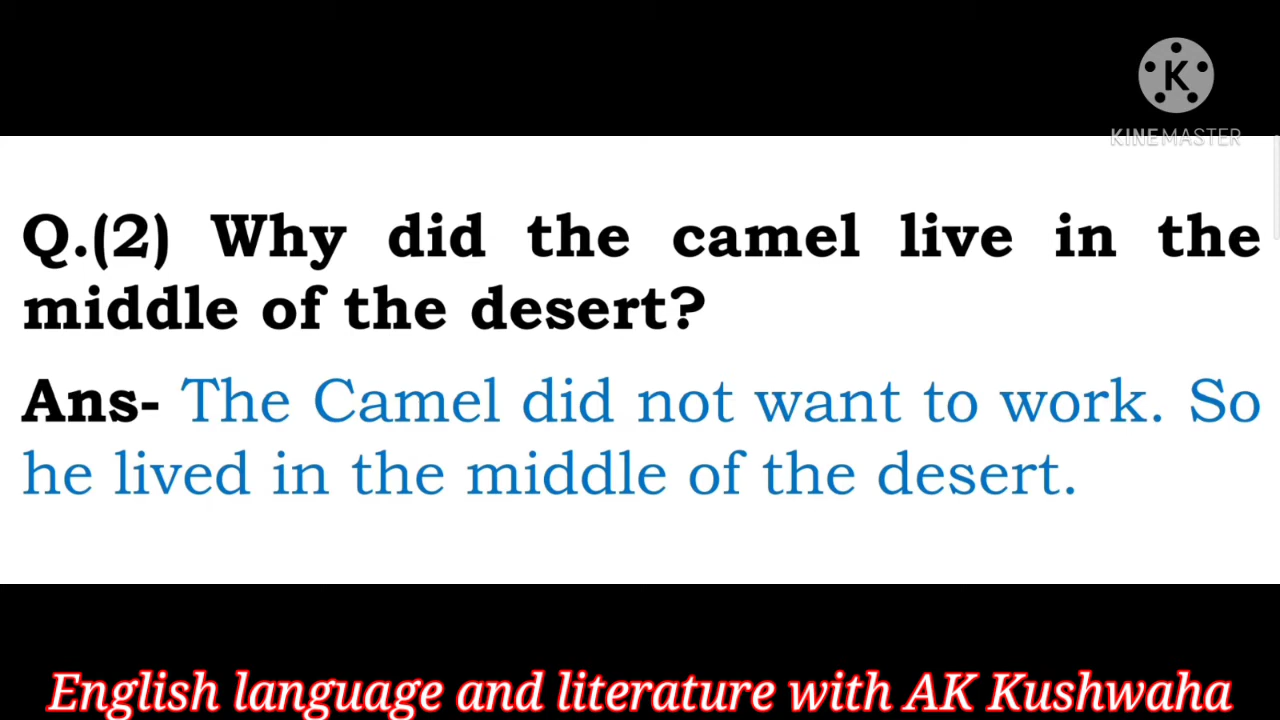 K
KINEMASTER
Q.(2) Why did the camel live in the
middle of the desert?
Ans- The Camel did not want to work. So
he lived in the middle of the desert.
English language and literature with AK Kushwaha